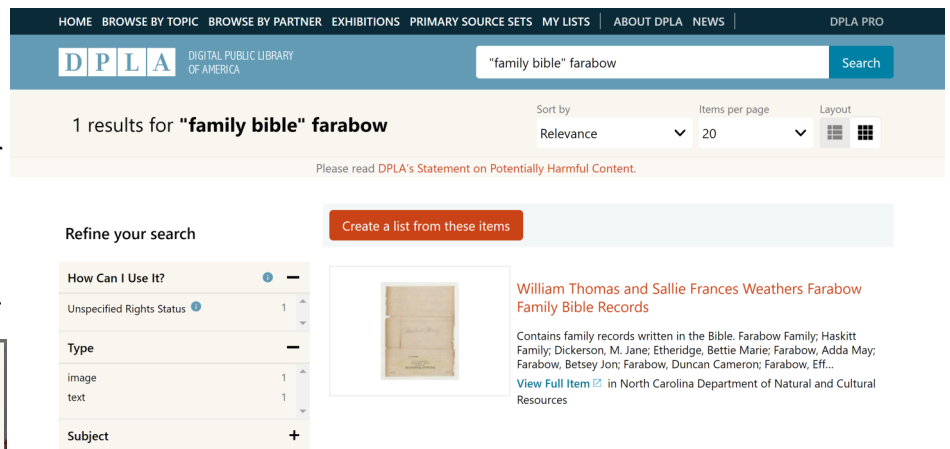 HOME BROWSE BY TOPIC BROWSE BY PARTNER EXHIBITIONS PRIMARY SOURCE SETS MY LISTS ABOUT DPLA NEWS DPLA PRO
DPLA DIGITAL PUBLIC LIBRARY
OF AMERICA
"family bible" farabow Search
1 results for "family bible" farabow
Sort by
Relevance
Items per page
20
Layout
Please read DPLA's Statement on Potentially Harmful Content.
Refine your search
How Can I Use It?
Unspecified Rights Status 1
Type
image 1
text 1
Subject
Create a list from these items
William Thomas and Sallie Frances Weathers Farabow
Family Bible Records
Contains family records written in the Bible. Farabow Family; Haskitt
Family; Dickerson, M. Jane; Etheridge, Bettie Marie; Farabow, Adda May;
Farabow, Betsey Jon; Farabow, Duncan Cameron; Farabow, Eff...
View Full Item in North Carolina Department of Natural and Cultural
Resources